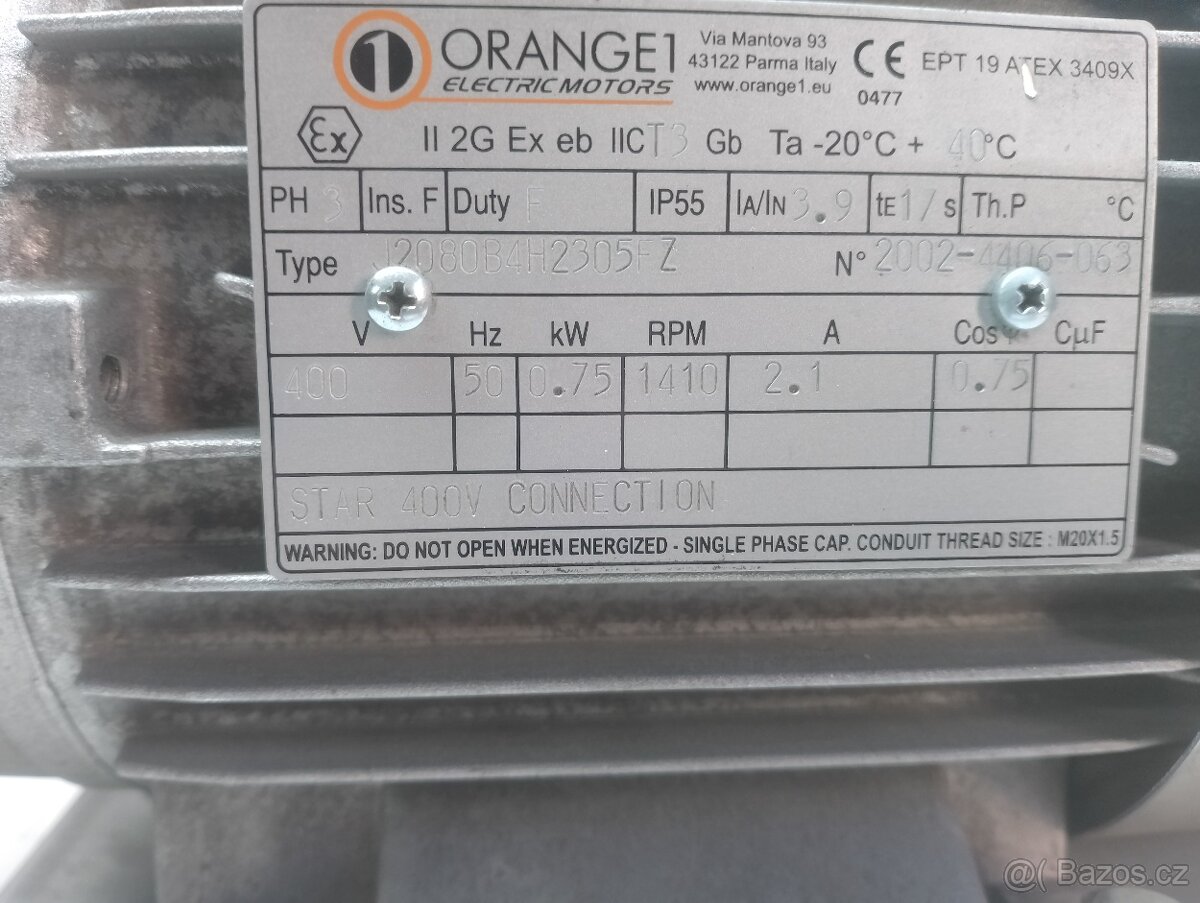 1 ORANGE1
ELECTRIC MOTORS
Via Mantova 93
43122 Parma Italy
www.orange1.eu
CE
0477
EPT 19 ATEX 3409X
Ex II 2G Ex eb IICT3 Gb Ta -20°C + 40°C
PH 3 Ins. F Duty IP55 IA/IN 3.9 tE s Th.P °C
Type J2080B4H2305FZ N° 2002-4406-063
V Hz kW RPM A Cosφ CµF
400 50 0.75 1410 2.1 0.75
STAR 400V CONNECTION
WARNING: DO NOT OPEN WHEN ENERGIZED - SINGLE PHASE CAP. CONDUIT THREAD SIZE : M20X1.5
@( Bazos.cz